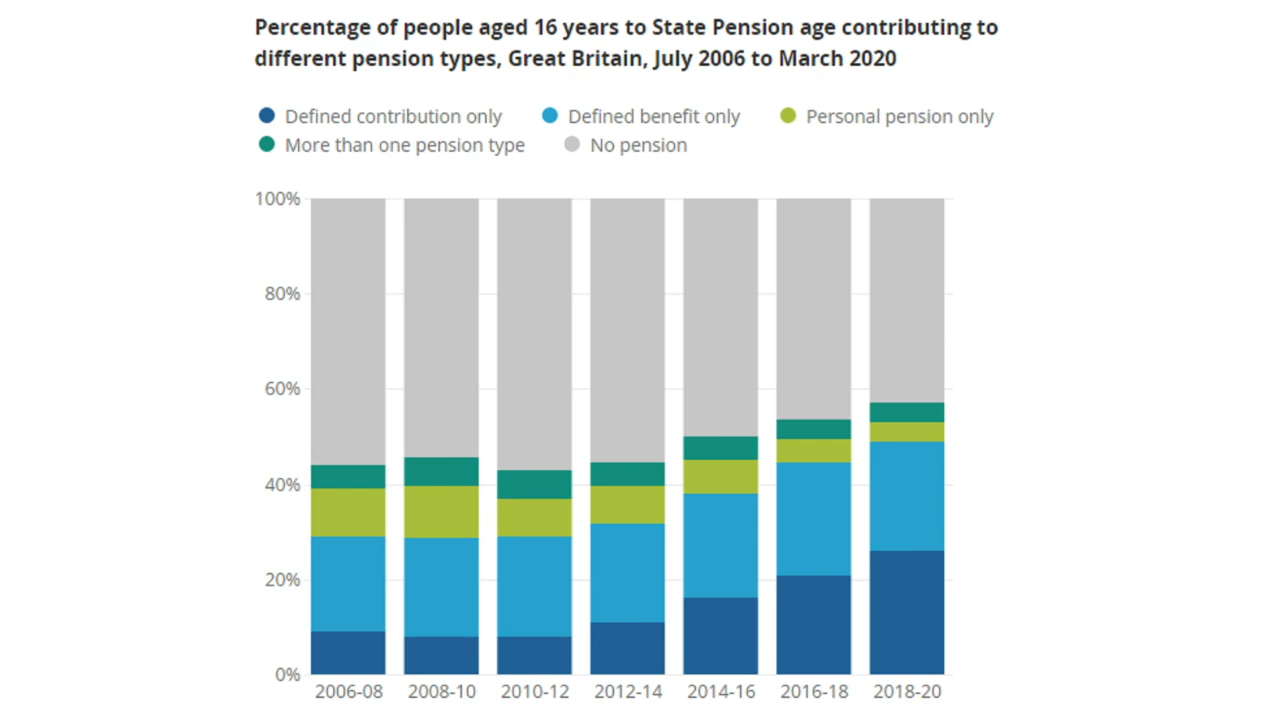 Percentage of people aged 16 years to State Pension age contributing to
different pension types, Great Britain, July 2006 to March 2020
Defined contribution only Defined benefit only Personal pension only
More than one pension type No pension
100%
80%
60%
40%
20%
0%
2006-08 2008-10 2010-12 2012-14 2014-16 2016-18 2018-20